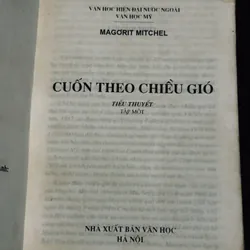 VĂN HỌC HIỆN ĐẠI NƯỚC NGOÀI
VĂN HỌC MỸ
MAGORIT MITCHEL
CUỐN THEO CHIỀU GIÓ
TIỂU THUYẾT
TẬP MỘT
NHÀ XUẤT BẢN VĂN HỌC
HÀ NỘI